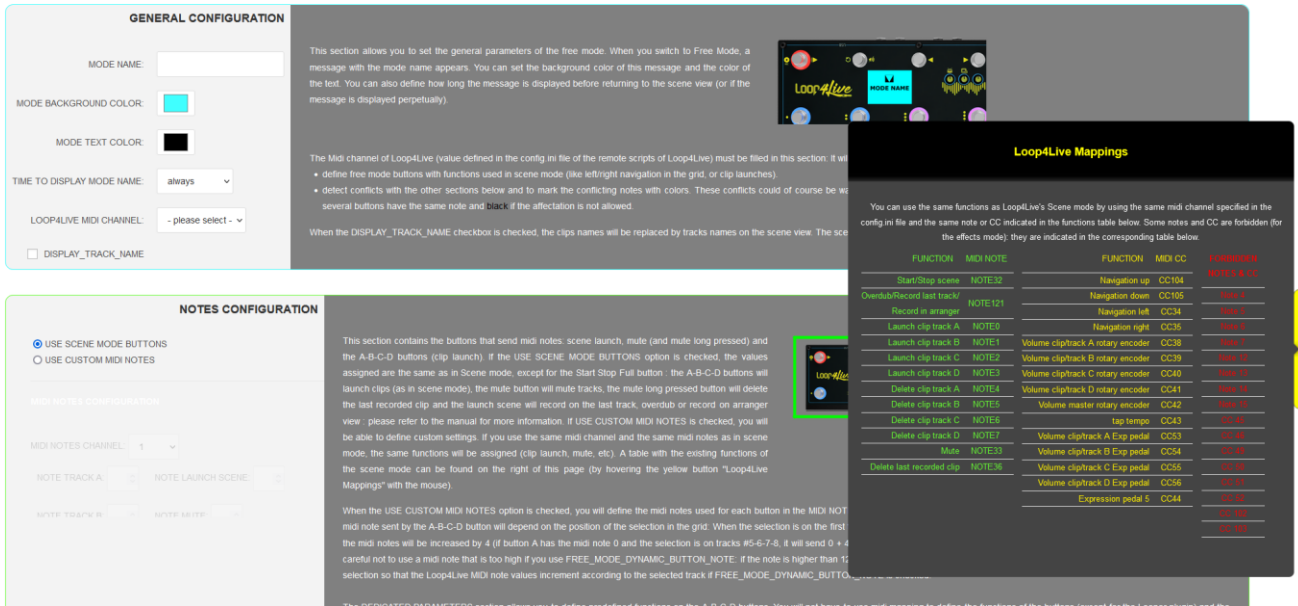 GENERAL CONFIGURATION
MODE NAME:
MODE BACKGROUND COLOR:
MODE TEXT COLOR:
TIME TO DISPLAY MODE NAME: always
LOOP4LIVE MIDI CHANNEL: - please select -
DISPLAY_TRACK_NAME
This section allows you to set the general parameters of the free mode. When you switch to Free Mode, a
message with the mode name appears. You can set the background color of this message and the color of
the text. You can also define how long the message is displayed before returning to the scene view (or if the
message is displayed perpetually).
Loop4Live
MODE NAME
The Midi channel of Loop4Live (value defined in the config.ini file of the remote scripts of Loop4Live) must be filled in this section: It wil
• define free mode buttons with functions used in scene mode (like left/right navigation in the grid, or clip launches).
• detect conflicts with the other sections below and to mark the conflicting notes with colors. These conflicts could of course be wa
several buttons have the same note and black if the affectation is not allowed.
When the DISPLAY_TRACK_NAME checkbox is checked, the clips names will be replaced by tracks names on the scene view. The sce
NOTES CONFIGURATION
USE SCENE MODE BUTTONS
USE CUSTOM MIDI NOTES
MIDI NOTES CONFIGURATION
MIDI NOTES CHANNEL: 1
NOTE TRACK A: NOTE LAUNCH SCENE:
NOTE TRACK B: NOTE MUTE:
This section contains the buttons that send midi notes: scene launch, mute (and mute long pressed) and
the A-B-C-D buttons (clip launch). if the USE SCENE MODE BUTTONS option is checked, the values
assigned are the same as in Scene mode, except for the Start Stop Full button : the A-B-C-D buttons will
launch clips (as in scene mode), the mute button will mute tracks, the mute long pressed button will delete
the last recorded clip and the launch scene will record on the last track, overdub or record on arranger
view : please refer to the manual for more information. If USE CUSTOM MIDI NOTES is checked, you will
be able to define custom settings. If you use the same midi channel and the same midi notes as in scene
mode, the same functions will be assigned (clip launch, mute, etc). A table with the existing functions of
the scene mode can be found on the right of this page (by hovering the yellow button "Loop4Live
Mappings" with the mouse).
When the USE CUSTOM MIDI NOTES option is checked, you will define the midi notes used for each button in the MIDI NOT
midi note sent by the A-B-C-D button will depend on the position of the selection in the grid: When the selection is on the first
the midi notes will be increased by 4 (if button A has the midi note 0 and the selection is on tracks #5-6-7-8, it will send 0 + 4
careful not to use a midi note that is too high if you use FREE_MODE_DYNAMIC_BUTTON_NOTE: if the note is higher than 12
selection so that the Loop4Live MIDI note values increment according to the selected track if FREE_MODE_DYNAMIC_BUTTON_NOTE
Loop4Live Mappings
You can use the same functions as Loop4Live's Scene mode by using the same midi channel specified in the
config.ini file and the same note or CC indicated in the functions table below. Some notes and CC are forbidden (for
the effects mode): they are indicated in the corresponding table below.
FUNCTION MIDI NOTE
Start/Stop scene NOTE32
Overdub/Record last track/
Record in arranger NOTE121
Launch clip track A NOTE0
Launch clip track B NOTE1
Launch clip track C NOTE2
Launch clip track D NOTE3
Delete clip track A NOTE4
Delete clip track B NOTE5
Delete clip track C NOTE6
Delete clip track D NOTE7
Mute NOTE33
Delete last recorded clip NOTE36
FUNCTION MIDI CC
Navigation up CC104
Navigation down CC105
Navigation left CC34
Navigation right CC35
Volume clip/track A rotary encoder CC38
Volume clip/track B rotary encoder CC39
Volume clip/track C rotary encoder CC40
Volume clip/track D rotary encoder CC41
Volume master rotary encoder CC42
tap tempo CC43
Volume clip/track A Exp pedal CC53
Volume clip/track B Exp pedal CC54
Volume clip/track C Exp pedal CC55
Volume clip/track D Exp pedal CC56
Expression pedal 5 CC44
FORBIDDEN
NOTES & CC